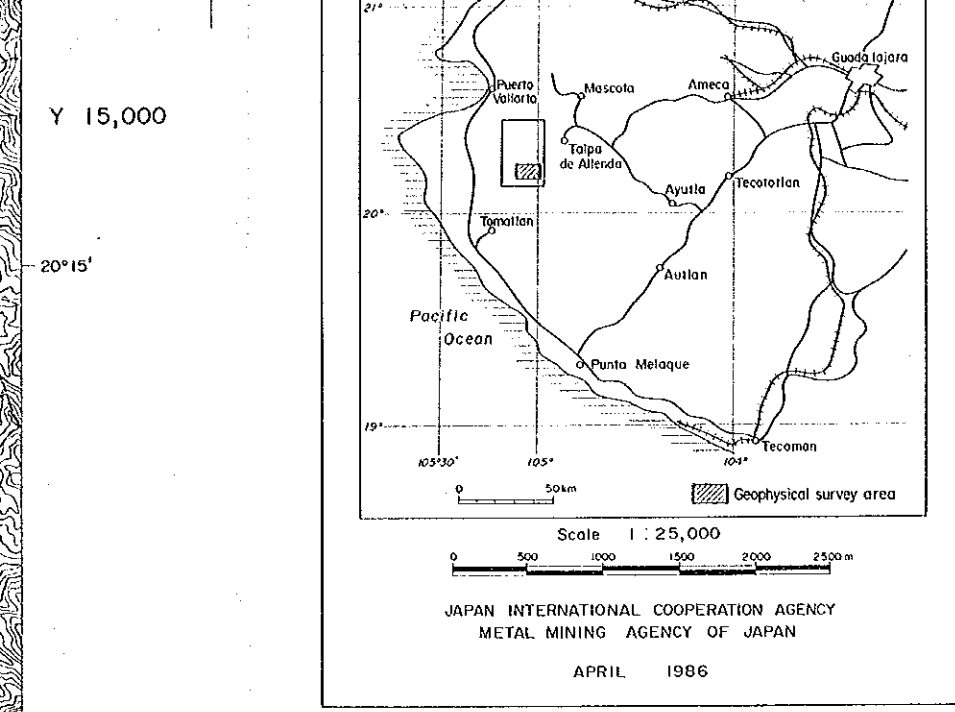 Y 15,000
20°15'
21°
Guadalajara
Puerto
Vallarta
Mascota
Ameca
Talpa
de Allenda
Ayutla
Tecototlan
20°
Tomatlan
Autlan
Pacific
Ocean
Punta Melaque
19°
Tecoman
105°30'
105°
104°
0 50km
Geophysical survey area
Scale 1 : 25,000
0 500 1000 1500 2000 2500 m
JAPAN INTERNATIONAL COOPERATION AGENCY
METAL MINING AGENCY OF JAPAN
APRIL 1986